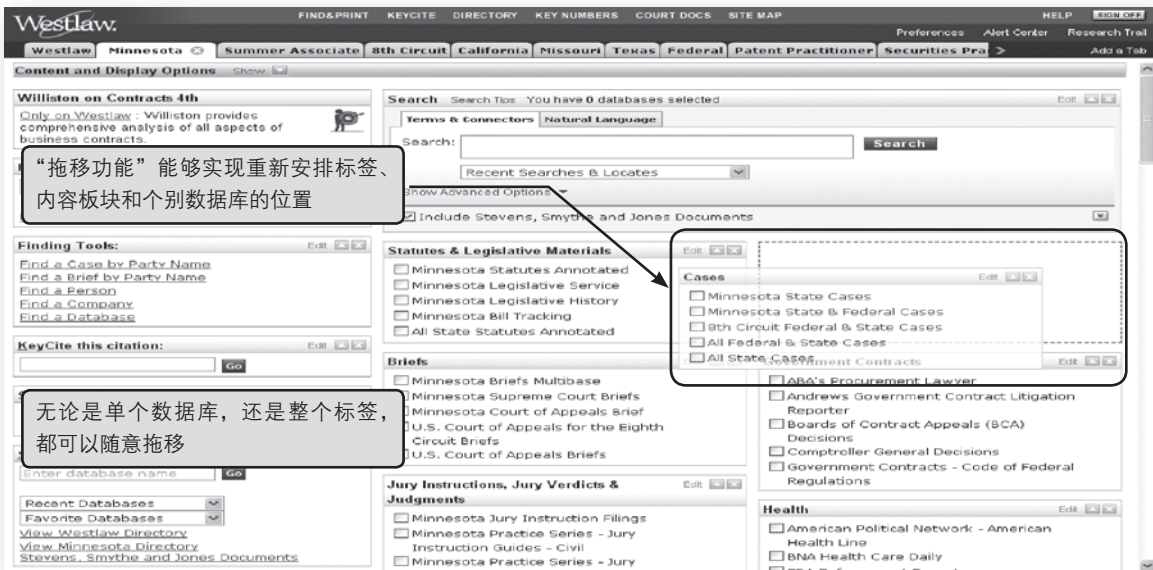 Westlaw.
FIND&PRINT KEYCITE DIRECTORY KEY NUMBERS COURT DOCS SITE MAP
HELP SIGN OFF
Preferences Alert Center Research Trail
Westlaw Minnesota Summer Associate 8th Circuit California Missouri Texas Federal Patent Practitioner Securities Pra > Add a Tab
Content and Display Options Show
Williston on Contracts 4th
Only on Westlaw : Williston provides
comprehensive analysis of all aspects of
business contracts.
“拖移功能”能够实现重新安排标签、
内容板块和个别数据库的位置
Finding Tools: Edit
Find a Case by Party Name
Find a Brief by Party Name
Find a Person
Find a Company
Find a Database
KeyCite this citation: Edit
Go
无论是单个数据库，还是整个标签，
都可以随意拖移
Enter database name Go
Recent Databases
Favorite Databases
View Westlaw Directory
View Minnesota Directory
Stevens, Smythe and Jones Documents
Search Search Tips You have 0 databases selected Edit
Terms & Connectors Natural Language
Search: Search
Recent Searches & Locates
Show Advanced Options
Include Stevens, Smythe and Jones Documents
Statutes & Legislative Materials Edit
Minnesota Statutes Annotated
Minnesota Legislative Service
Minnesota Legislative History
Minnesota Bill Tracking
All State Statutes Annotated
Briefs
Minnesota Briefs Multibase
Minnesota Supreme Court Briefs
Minnesota Court of Appeals Brief
U.S. Court of Appeals for the Eighth
Circuit Briefs
U.S. Court of Appeals Briefs
Jury Instructions, Jury Verdicts & Edit
Judgments
Minnesota Jury Instruction Filings
Minnesota Practice Series - Jury
Instruction Guides - Civil
Minnesota Practice Series - Jury
Cases Edit
Minnesota State Cases
Minnesota State & Federal Cases
8th Circuit Federal & State Cases
All Federal & State Cases
All State Cases
Government Contracts Edit
ABA's Procurement Lawyer
Andrews Government Contract Litigation
Reporter
Boards of Contract Appeals (BCA)
Decisions
Comptroller General Decisions
Government Contracts - Code of Federal
Regulations
Health Edit
American Political Network - American
Health Line
BNA Health Care Daily